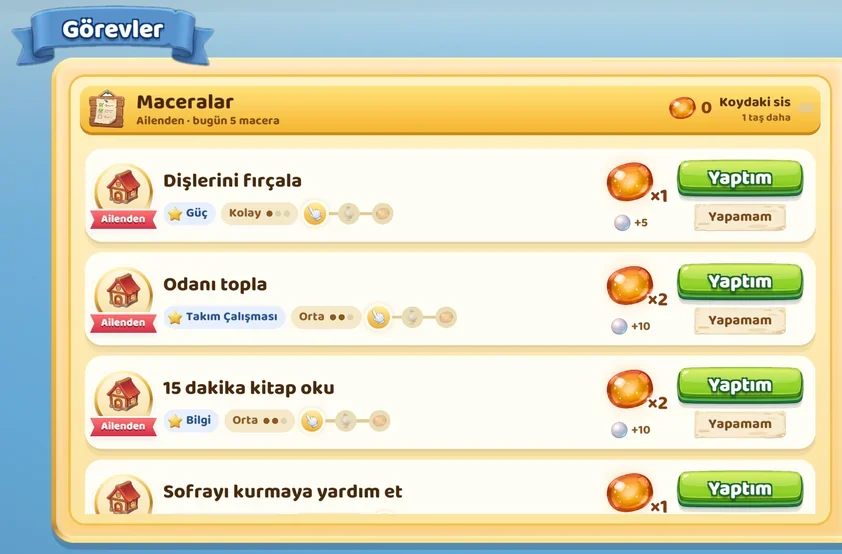 Görevler
Maceralar
Ailenden · bugün 5 macera
0
Koydaki sis
1 taş daha
Dişlerini fırçala
Ailenden
Güç
Kolay
×1
+5
Yaptım
Yapamam
Odanı topla
Ailenden
Takım Çalışması
Orta
×2
+10
Yaptım
Yapamam
15 dakika kitap oku
Ailenden
Bilgi
Orta
×2
+10
Yaptım
Yapamam
Sofrayı kurmaya yardım et
×1
Yaptım